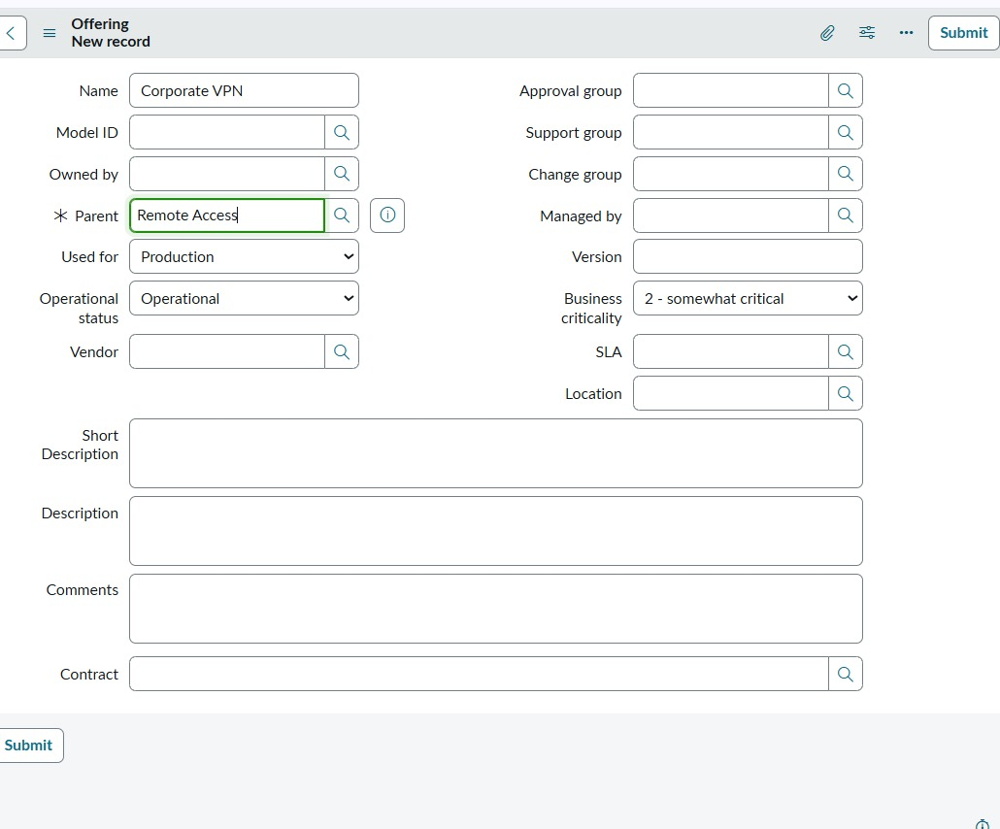 Offering
New record
Submit
Name Corporate VPN
Approval group
Model ID
Support group
Owned by
Change group
Parent Remote Access
Managed by
Used for Production
Version
Operational status Operational
Business criticality 2 - somewhat critical
Vendor
SLA
Location
Short Description
Description
Comments
Contract
Submit